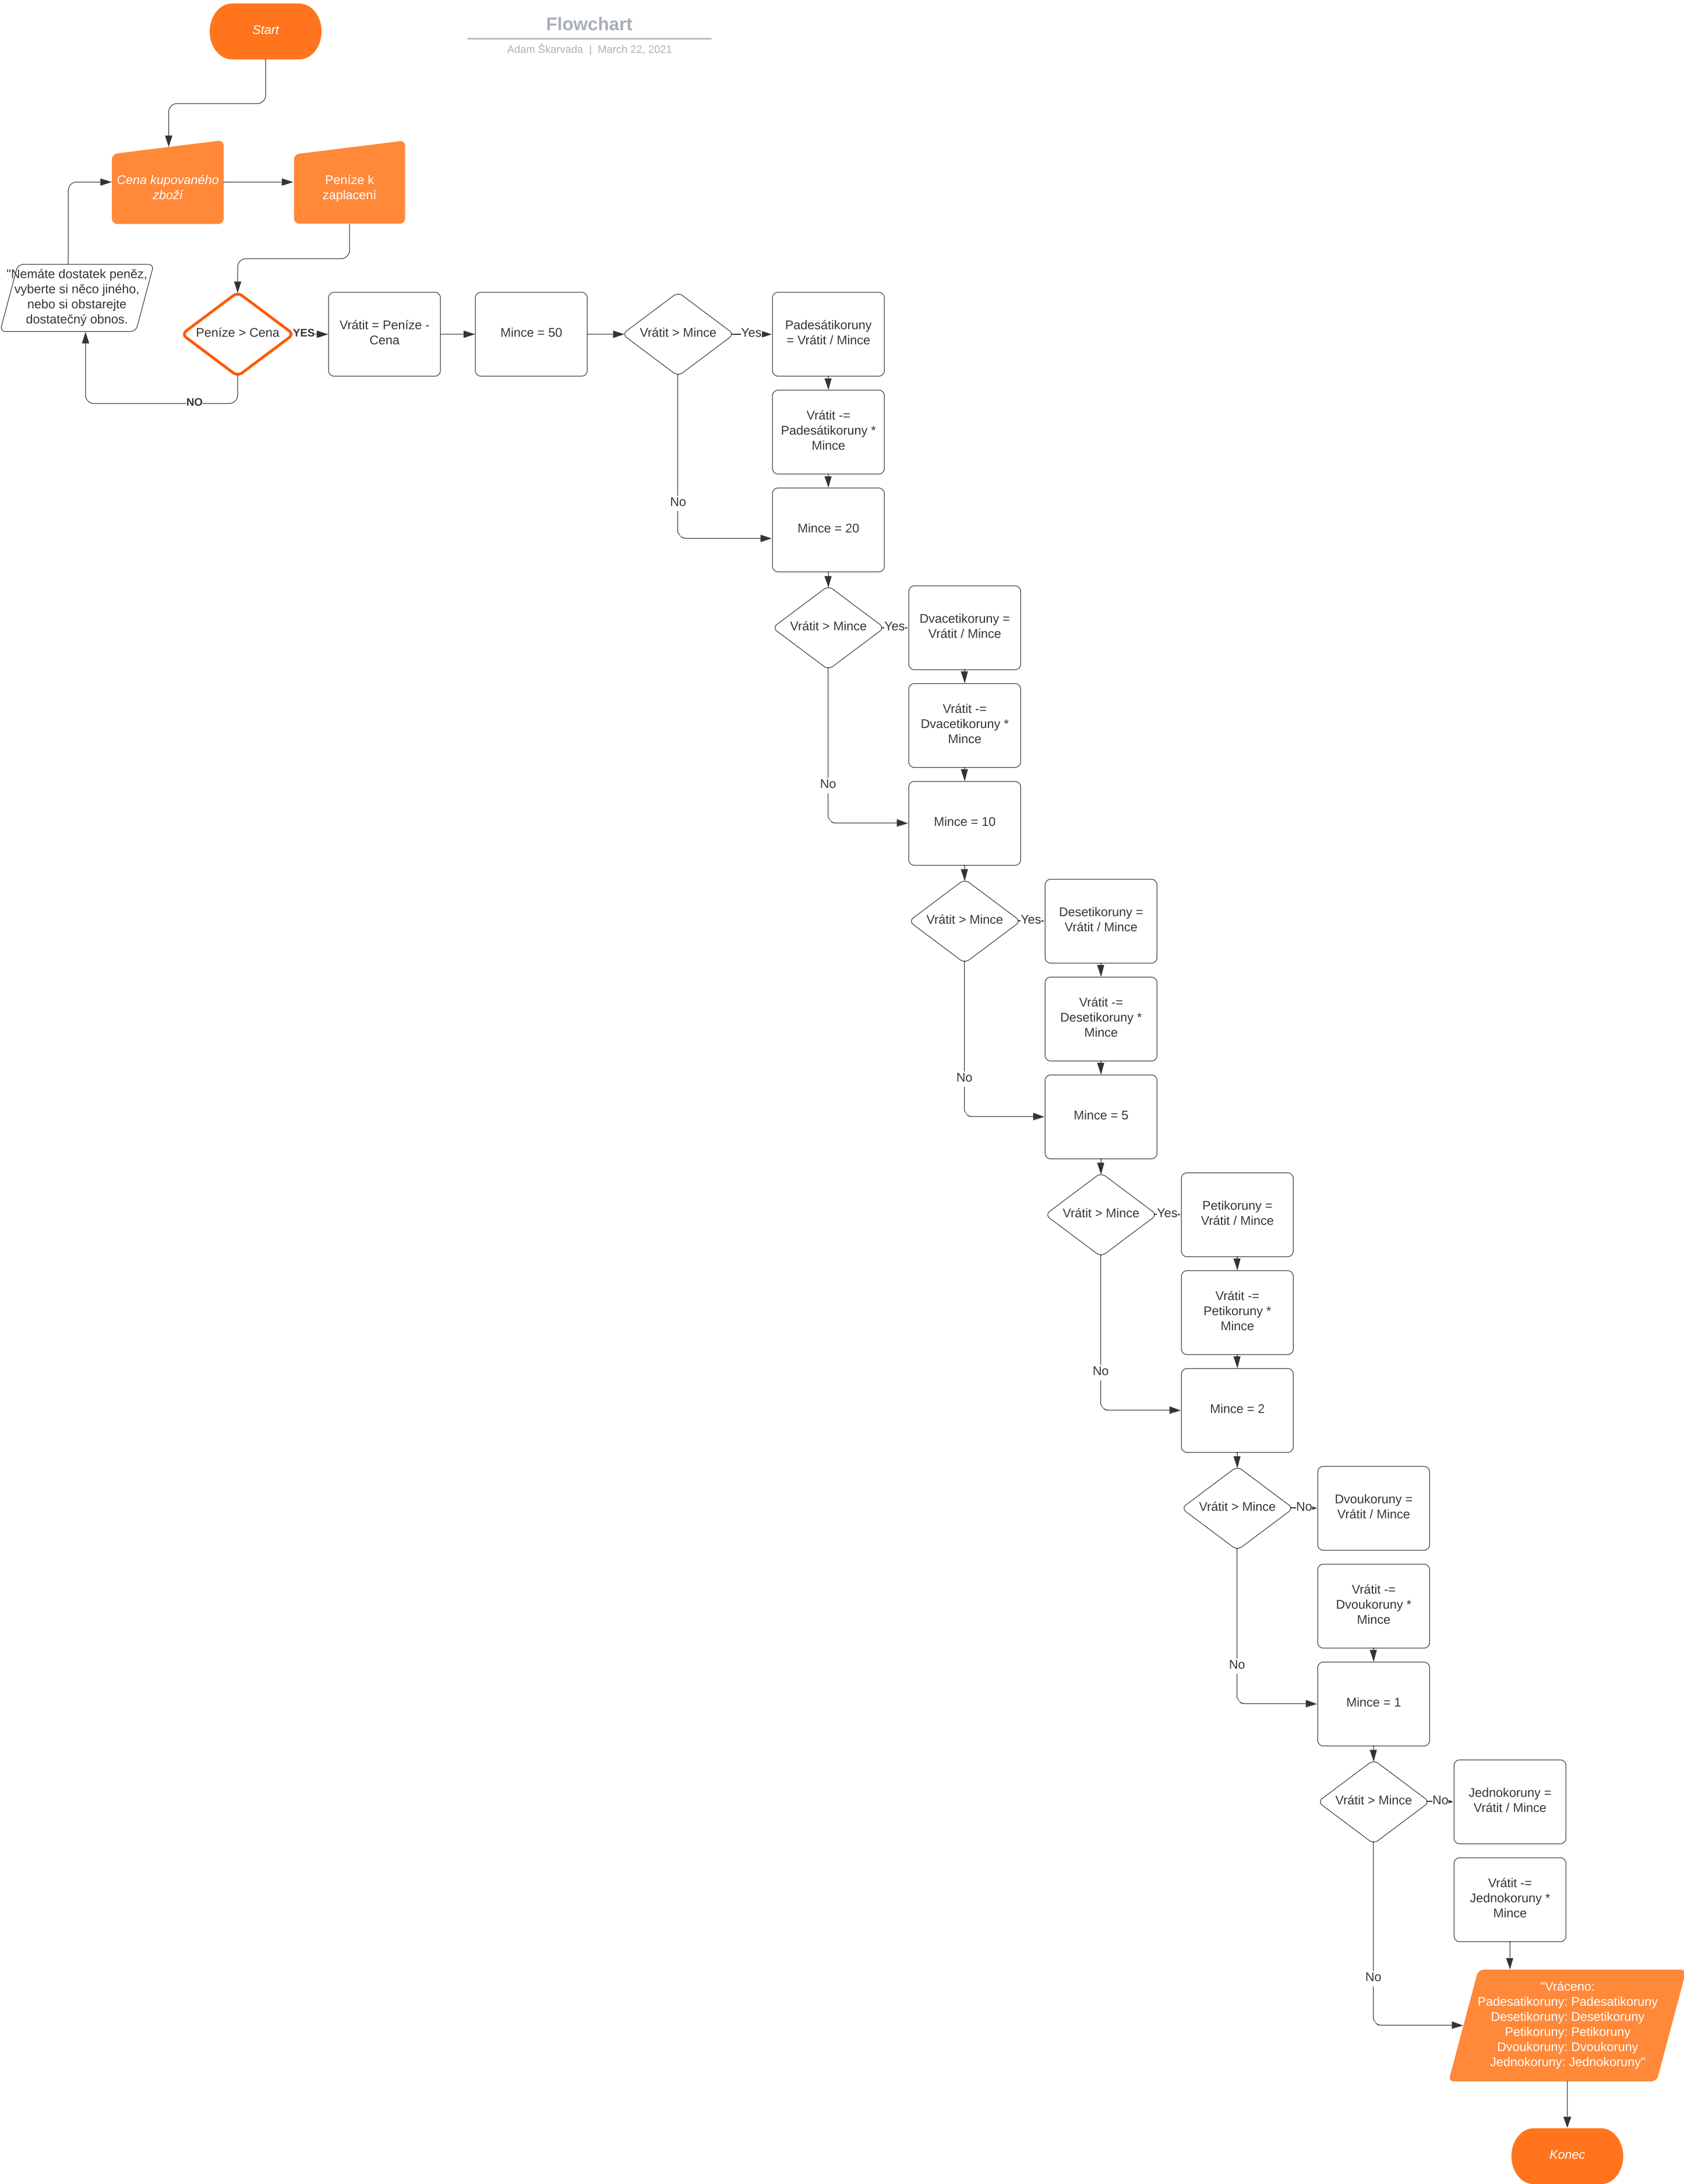 Start
Flowchart
Adam Škarvada | March 22, 2021
Cena kupovaného
zboží
Peníze k
zaplacení
"Nemáte dostatek peněz,
vyberte si něco jiného,
nebo si obstarejte
dostatečný obnos.
Peníze > Cena
YES
NO
Vrátit = Peníze -
Cena
Mince = 50
Vrátit > Mince
Yes
No
Padesátikoruny
= Vrátit / Mince
Vrátit -=
Padesátikoruny *
Mince
Mince = 20
Vrátit > Mince
Yes
No
Dvacetikoruny =
Vrátit / Mince
Vrátit -=
Dvacetikoruny *
Mince
Mince = 10
Vrátit > Mince
Yes
No
Desetikoruny =
Vrátit / Mince
Vrátit -=
Desetikoruny *
Mince
Mince = 5
Vrátit > Mince
Yes
No
Petikoruny =
Vrátit / Mince
Vrátit -=
Petikoruny *
Mince
Mince = 2
Vrátit > Mince
No
No
Dvoukoruny =
Vrátit / Mince
Vrátit -=
Dvoukoruny *
Mince
Mince = 1
Vrátit > Mince
No
No
Jednokoruny =
Vrátit / Mince
Vrátit -=
Jednokoruny *
Mince
"Vráceno:
Padesatikoruny: Padesatikoruny
Desetikoruny: Desetikoruny
Petikoruny: Petikoruny
Dvoukoruny: Dvoukoruny
Jednokoruny: Jednokoruny"
Konec